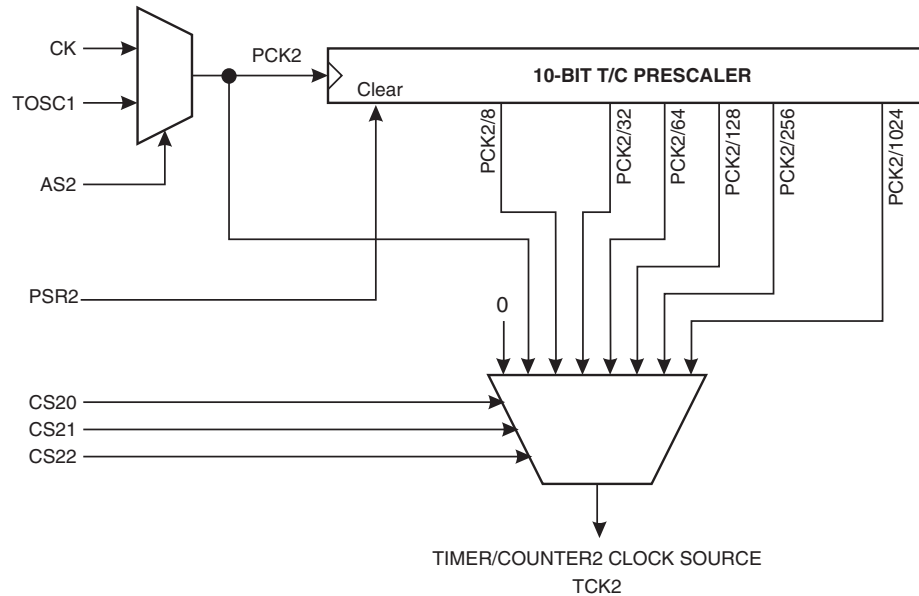 CK
PCK2
10-BIT T/C PRESCALER
Clear
TOSC1
PCK2/8
PCK2/32
PCK2/64
PCK2/128
PCK2/256
PCK2/1024
AS2
PSR2
0
CS20
CS21
CS22
TIMER/COUNTER2 CLOCK SOURCE
TCK2